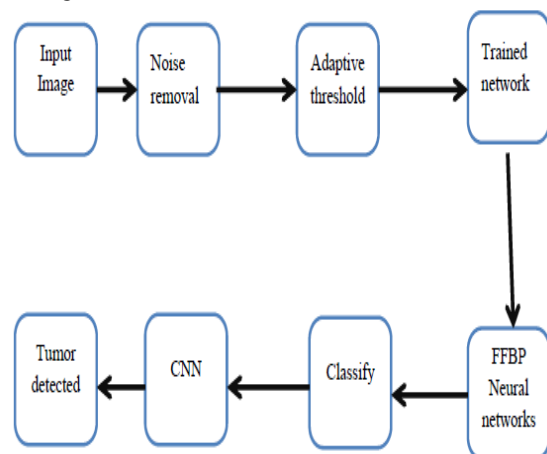 Input
Image
Noise
removal
Adaptive
threshold
Trained
network
FFBP
Neural
networks
Classify
CNN
Tumor
detected